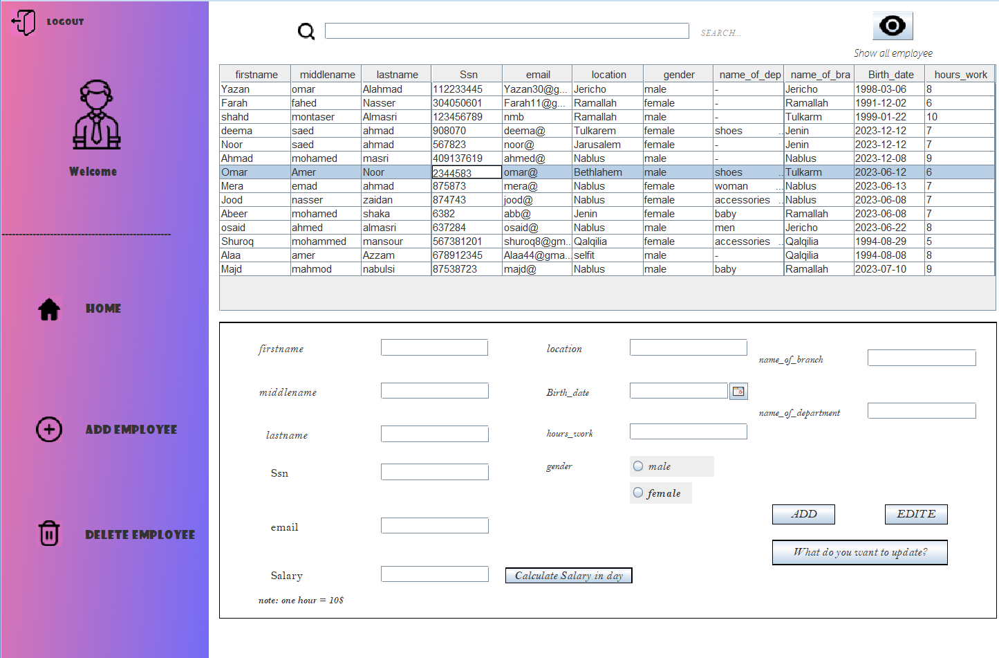 LOGOUT
Welcome
------------------------------------------------
HOME
ADD EMPLOYEE
DELETE EMPLOYEE
SEARCH...
Show all employee
firstname middlename lastname Ssn email location gender name_of_dep name_of_bra Birth_date hours_work
Yazan omar Alahmad 112233445 Yazan30@g... Jericho male - Jericho 1998-03-06 8
Farah fahed Nasser 304050601 Farah11@g... Ramallah female - Ramallah 1991-12-02 6
shahd montaser Almasri 123456789 nmb Ramallah male - Tulkarm 1999-01-22 10
deema saed ahmad 908070 deema@ Tulkarem female shoes .. Jenin 2023-12-12 7
Noor saed ahmad 567823 noor@ Jarusalem female - Jenin 2023-12-12 7
Ahmad mohamed masri 409137619 ahmed@ Nablus male - Nablus 2023-12-08 9
Omar Amer Noor 2344583 omar@ Bethlahem male shoes .. Tulkarm 2023-06-12 6
Mera emad ahmad 875873 mera@ Nablus female woman ... Nablus 2023-06-13 7
Jood nasser zaidan 874743 jood@ Nablus female accessories .. Nablus 2023-06-08 7
Abeer mohamed shaka 6382 abb@ Jenin female baby Ramallah 2023-06-08 7
osaid ahmed almasri 637284 osaid@ Nablus male men Jericho 2023-06-22 8
Shuroq mohammed mansour 567381201 shuroq8@gm... Qalqilia female accessories .. Qalqilia 1994-08-29 5
Alaa amer Azzam 678912345 Alaa44@gma... selfit male - Qalqilia 1994-08-08 8
Majd mahmod nabulsi 87538723 majd@ Nablus male baby Ramallah 2023-07-10 9
firstname
middlename
lastname
Ssn
email
Salary
note: one hour = 10$
Calculate Salary in day
location
Birth_date
hours_work
gender
male
female
name_of_branch
name_of_department
ADD
EDITE
What do you want to update?